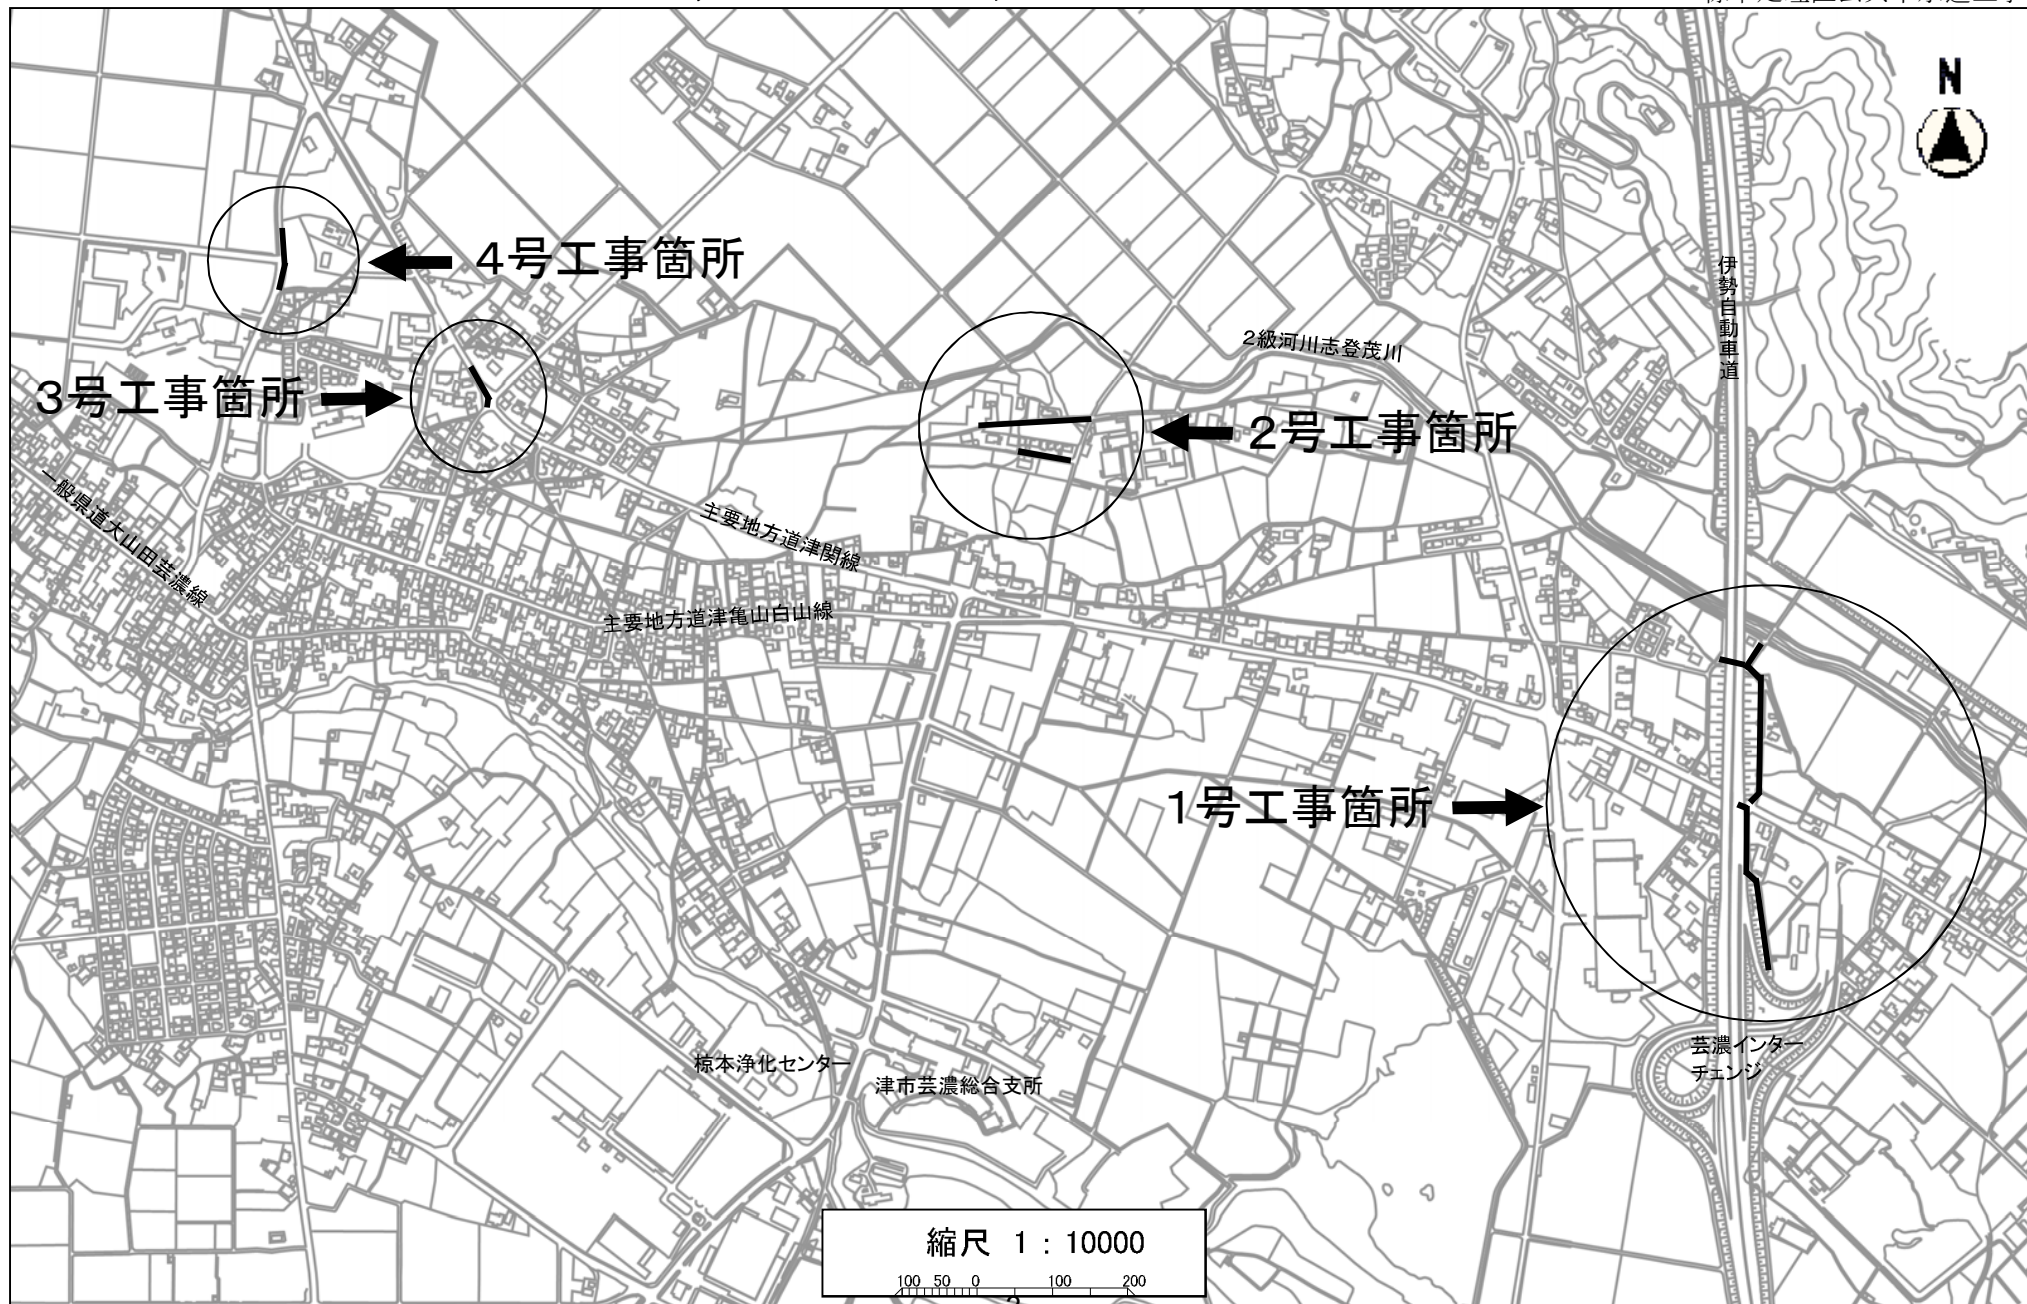 N
4号工事箇所
伊勢自動車道
2級河川志登茂川
3号工事箇所
2号工事箇所
一般県道大山田芸濃線
主要地方道津関線
主要地方道津亀山白山線
1号工事箇所
芸濃インター
チェンジ
椋本浄化センター
津市芸濃総合支所
縮尺 1：10000
100 50 0 100 200